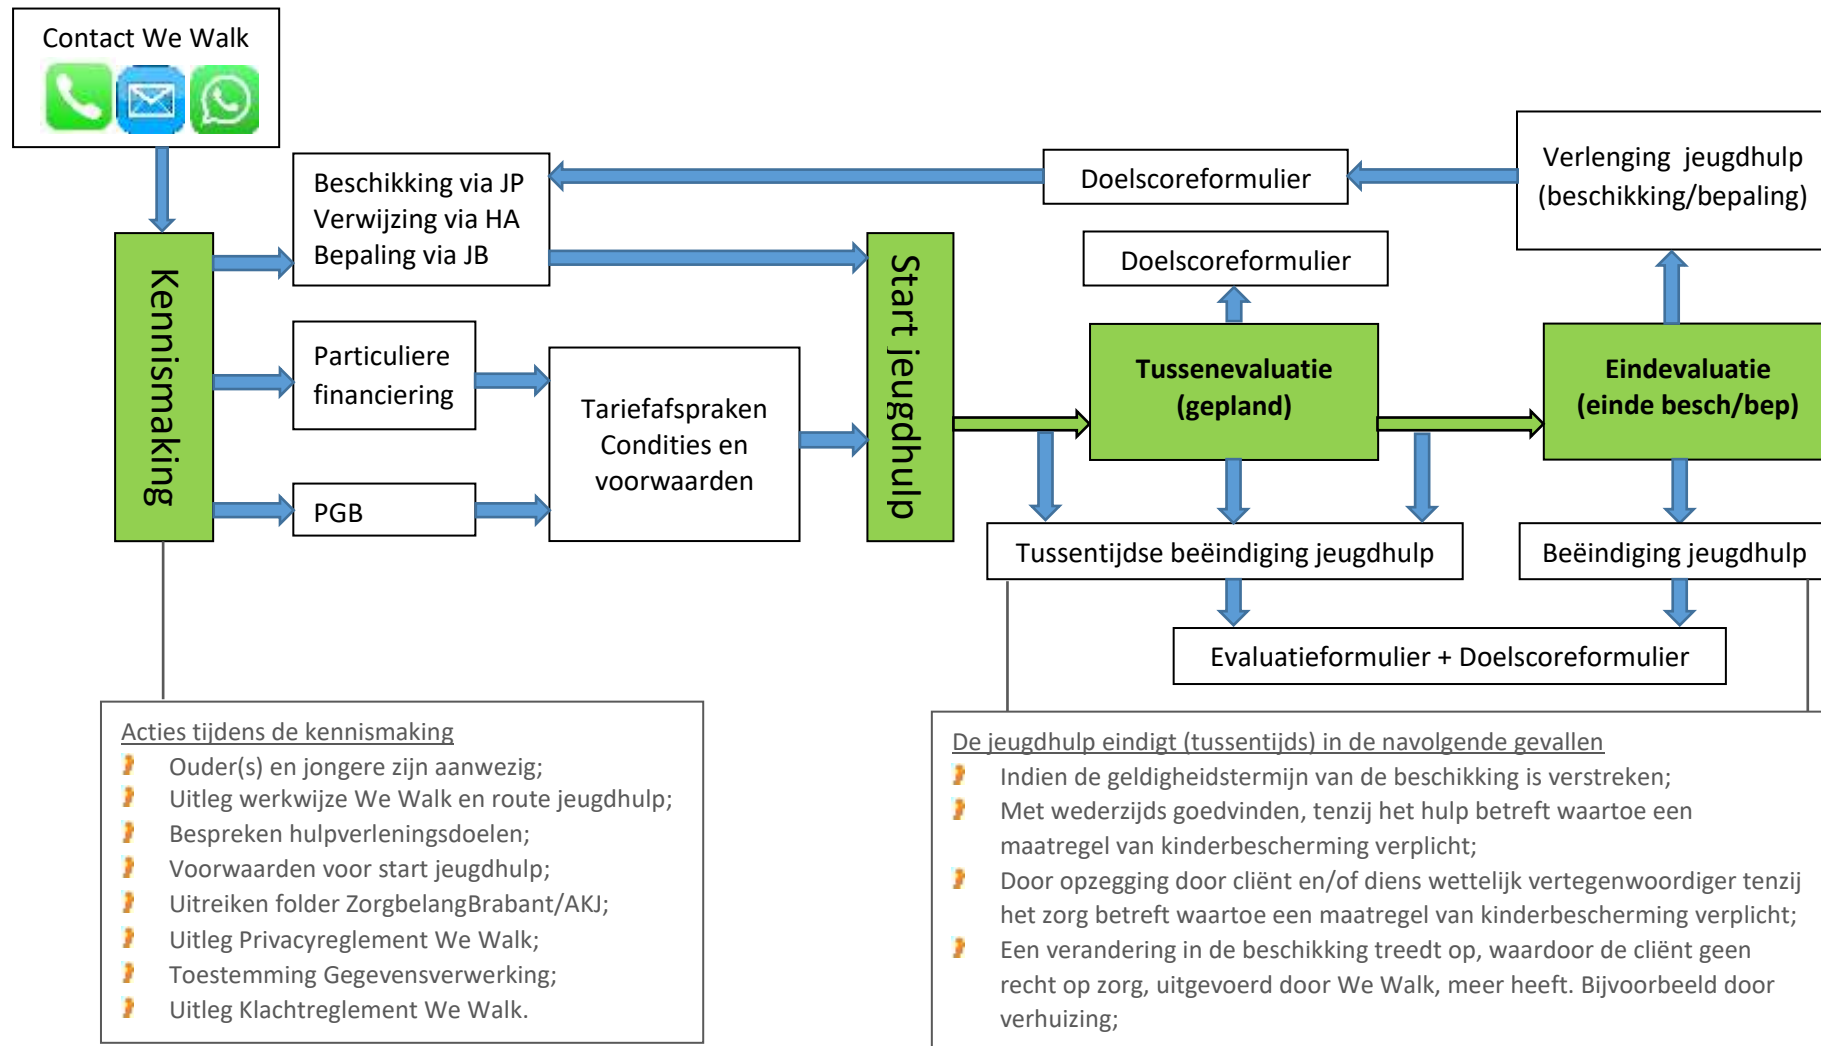 Contact We Walk
Beschikking via JP
Verwijzing via HA
Bepaling via JB
Doelscoreformulier
Verlenging jeugdhulp
(beschikking/bepaling)
Kennismaking
Start jeugdhulp
Doelscoreformulier
Particuliere
financiering
Tariefafspraken
Condities en
voorwaarden
Tussenevaluatie
(gepland)
Eindevaluatie
(einde besch/bep)
PGB
Tussentijdse beëindiging jeugdhulp
Beëindiging jeugdhulp
Evaluatieformulier + Doelscoreformulier
Acties tijdens de kennismaking
Ouder(s) en jongere zijn aanwezig;
Uitleg werkwijze We Walk en route jeugdhulp;
Bespreken hulpverleningsdoelen;
Voorwaarden voor start jeugdhulp;
Uitreiken folder ZorgbelangBrabant/AKJ;
Uitleg Privacyreglement We Walk;
Toestemming Gegevensverwerking;
Uitleg Klachtreglement We Walk.
De jeugdhulp eindigt (tussentijds) in de navolgende gevallen
Indien de geldigheidstermijn van de beschikking is verstreken;
Met wederzijds goedvinden, tenzij het hulp betreft waartoe een
maatregel van kinderbescherming verplicht;
Door opzegging door cliënt en/of diens wettelijk vertegenwoordiger tenzij
het zorg betreft waartoe een maatregel van kinderbescherming verplicht;
Een verandering in de beschikking treedt op, waardoor de cliënt geen
recht op zorg, uitgevoerd door We Walk, meer heeft. Bijvoorbeeld door
verhuizing;